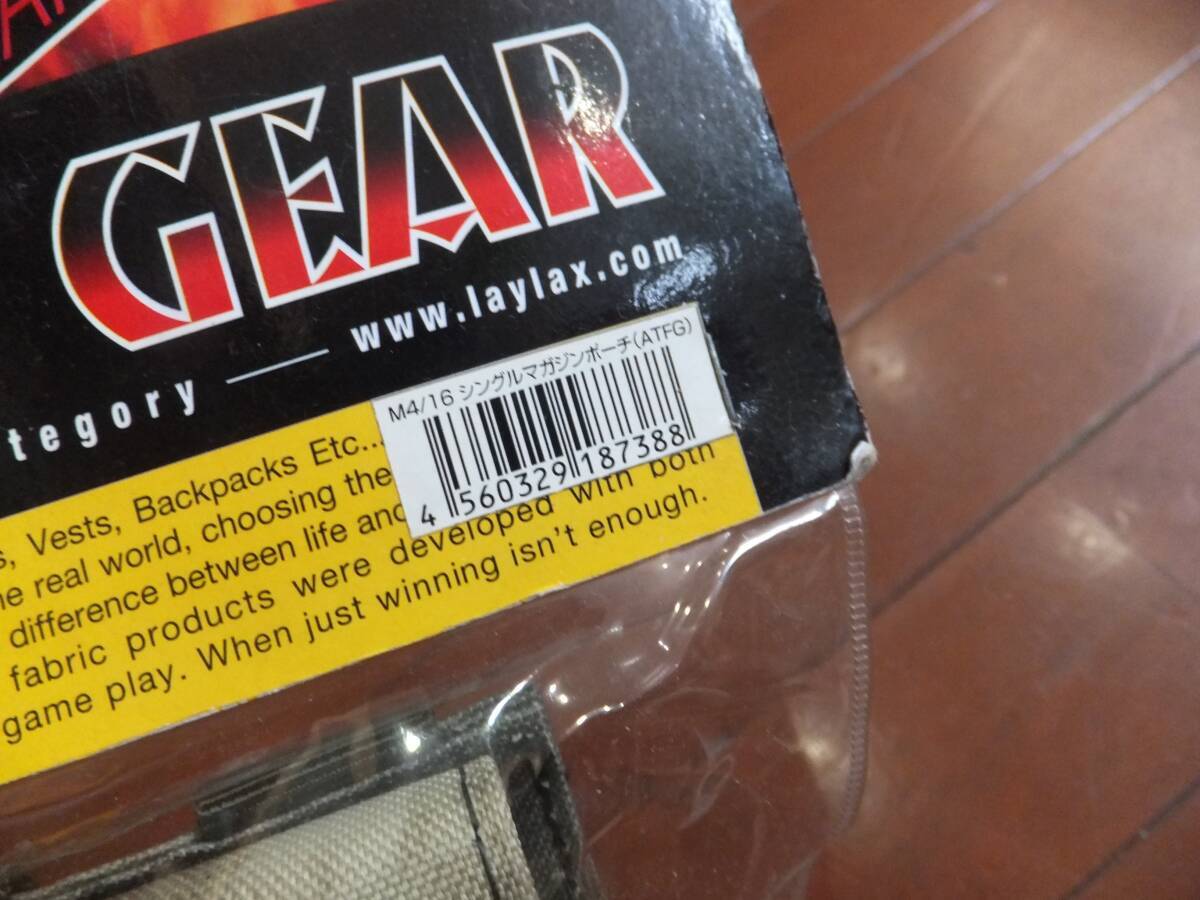 GEAR
www.laylax.com
tegory
M4/16 シングルマガジンポーチ(ATFG)
4 560329 187388
s, Vests, Backpacks Etc...
he real world, choosing the
difference between life and
fabric products were developed with both
game play. When just winning isn't enough.